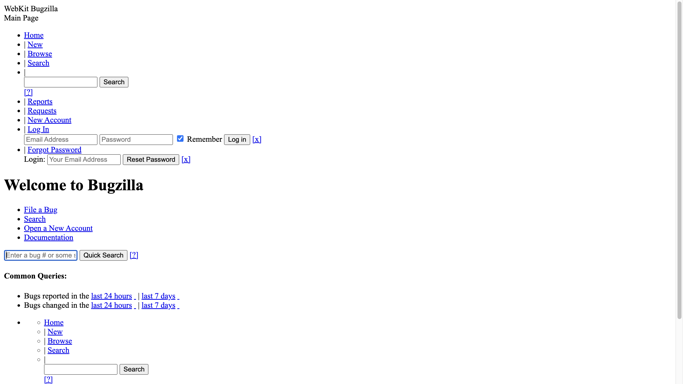 WebKit Bugzilla
Main Page
Home
| New
| Browse
| Search
|
Search
[?]
| Reports
| Requests
| New Account
| Log In
Email Address Password Remember Log in [x]
| Forgot Password
Login: Your Email Address Reset Password [x]
Welcome to Bugzilla
File a Bug
Search
Open a New Account
Documentation
Enter a bug # or some s Quick Search [?]
Common Queries:
Bugs reported in the last 24 hours | last 7 days
Bugs changed in the last 24 hours | last 7 days
Home
| New
| Browse
| Search
|
Search
[?]